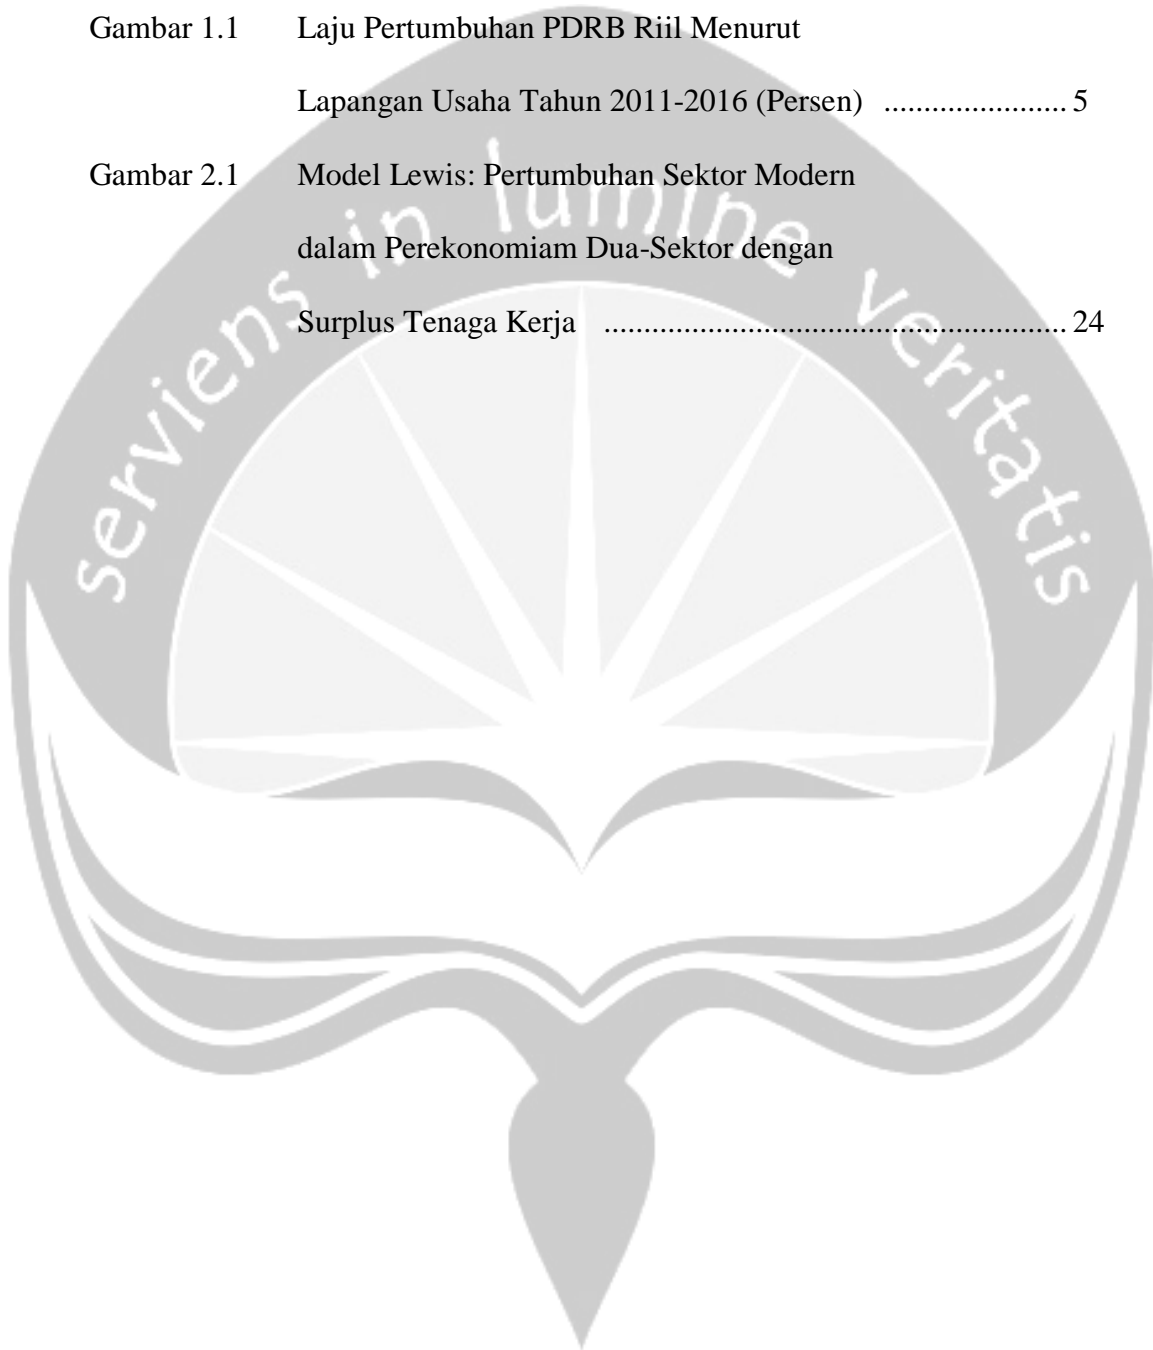 Gambar 1.1 Laju Pertumbuhan PDRB Riil Menurut
Lapangan Usaha Tahun 2011-2016 (Persen) ....................... 5
Gambar 2.1 Model Lewis: Pertumbuhan Sektor Modern
dalam Perekonomiam Dua-Sektor dengan
Surplus Tenaga Kerja .......................................................... 24
serviens in lumine veritatis